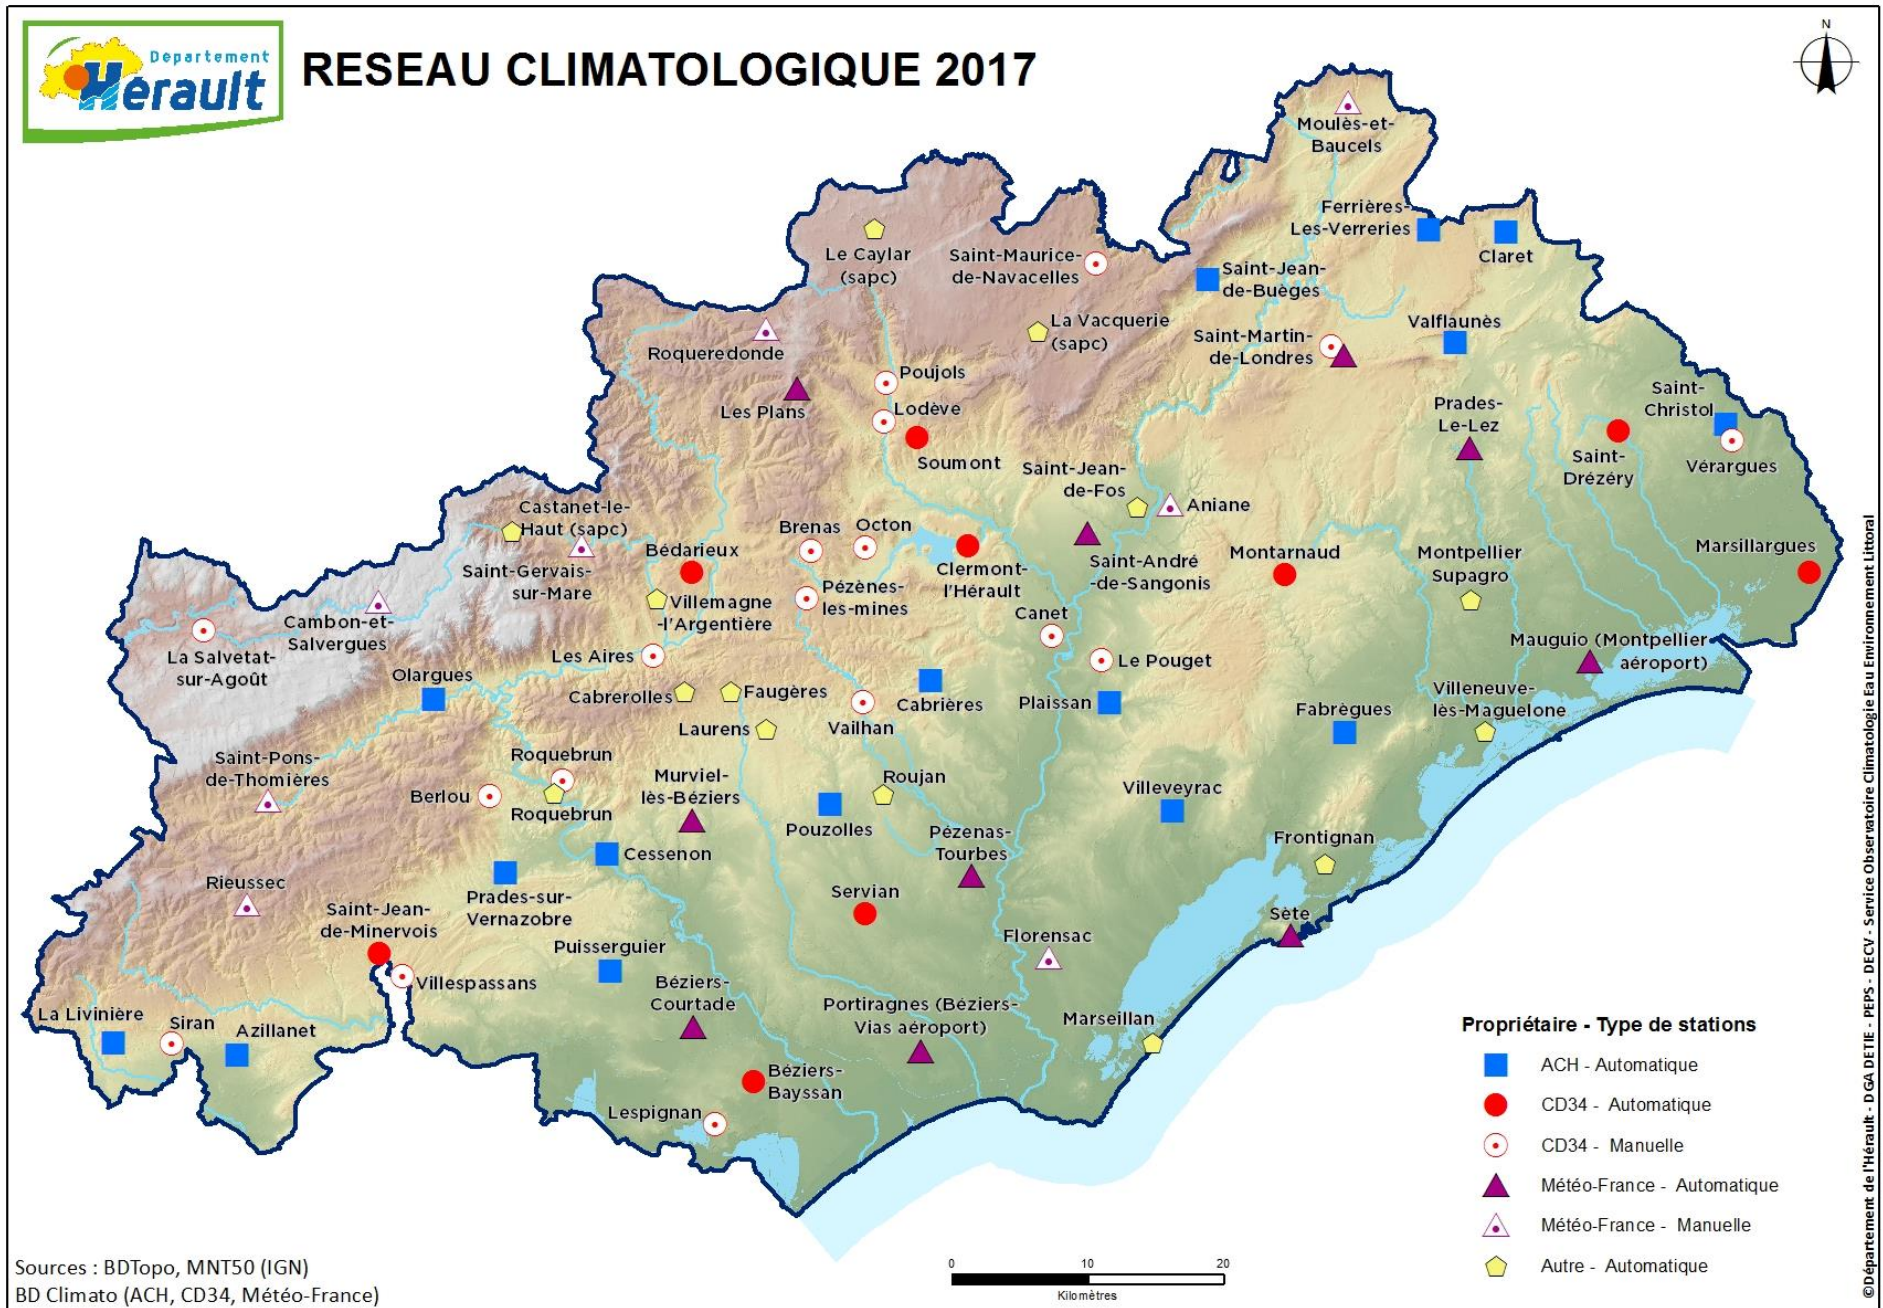 Département
Hérault
RESEAU CLIMATOLOGIQUE 2017
N
Moulès-et-
Baucels
Ferrières-
Les-Verreries
Claret
Le Caylar
(sapc)
Saint-Maurice-
de-Navacelles
Saint-Jean-
de-Buèges
La Vacquerie
(sapc)
Saint-Martin-
de-Londres
Valflaunès
Roqueredonde
Poujols
Les Plans
Lodève
Soumont
Prades-
Le-Lez
Saint-
Christol
Saint-
Drézéry
Vérargues
Saint-Jean-
de-Fos
Aniane
Castanet-le-
Haut (sapc)
Saint-Gervais-
sur-Mare
Bédarieux
Brenas
Octon
Clermont-
l'Hérault
Saint-André
-de-Sangonis
Montarnaud
Montpellier
Supagro
Marsillargues
Villemagne
-l'Argentière
Pézènes-
les-mines
Cambon-et-
Salvergues
La Salvetat-
sur-Agoût
Canet
Le Pouget
Mauguio (Montpellier
aéroport)
Les Aires
Olargues
Cabrerolles
Faugères
Cabrières
Plaissan
Villeneuve-
lès-Maguelone
Fabrègues
Laurens
Vailhan
Saint-Pons-
de-Thomières
Roquebrun
Berlou
Roquebrun
Murviel-
lès-Béziers
Roujan
Pouzolles
Villeveyrac
Pézenas-
Tourbes
Frontignan
Cessenon
Rieussec
Prades-sur-
Vernazobre
Servian
Saint-Jean-
de-Minervois
Sète
Florensac
Puisserguier
Villespassans
Béziers-
Courtade
Portiragnes (Béziers-
Vias aéroport)
Marseillan
La Livinière
Siran
Azillanet
Béziers-
Bayssan
Lespignan
Propriétaire - Type de stations
ACH - Automatique
CD34 - Automatique
CD34 - Manuelle
Météo-France - Automatique
Météo-France - Manuelle
Autre - Automatique
0 10 20
Kilomètres
Sources : BDTopo, MNT50 (IGN)
BD Climato (ACH, CD34, Météo-France)
©Département de l'Hérault - DGA DETIE - PEPS - DECV - Service Observatoire Climatologie Eau Environnement Littoral